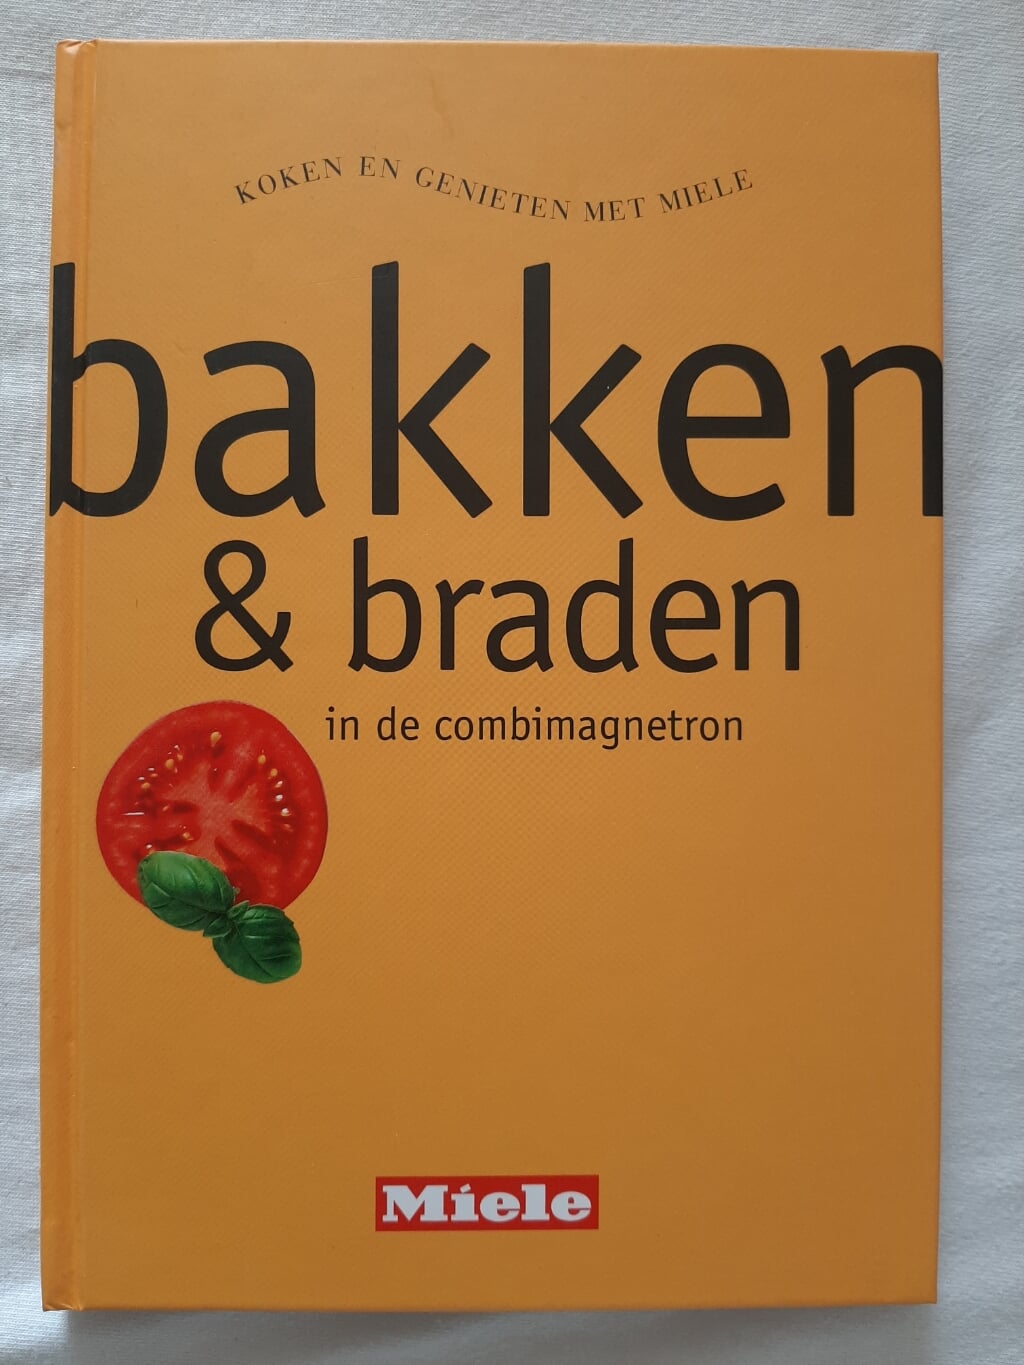 KOKEN EN GENIETEN MET MIELE
bakken
& braden
in de combimagnetron
Miele